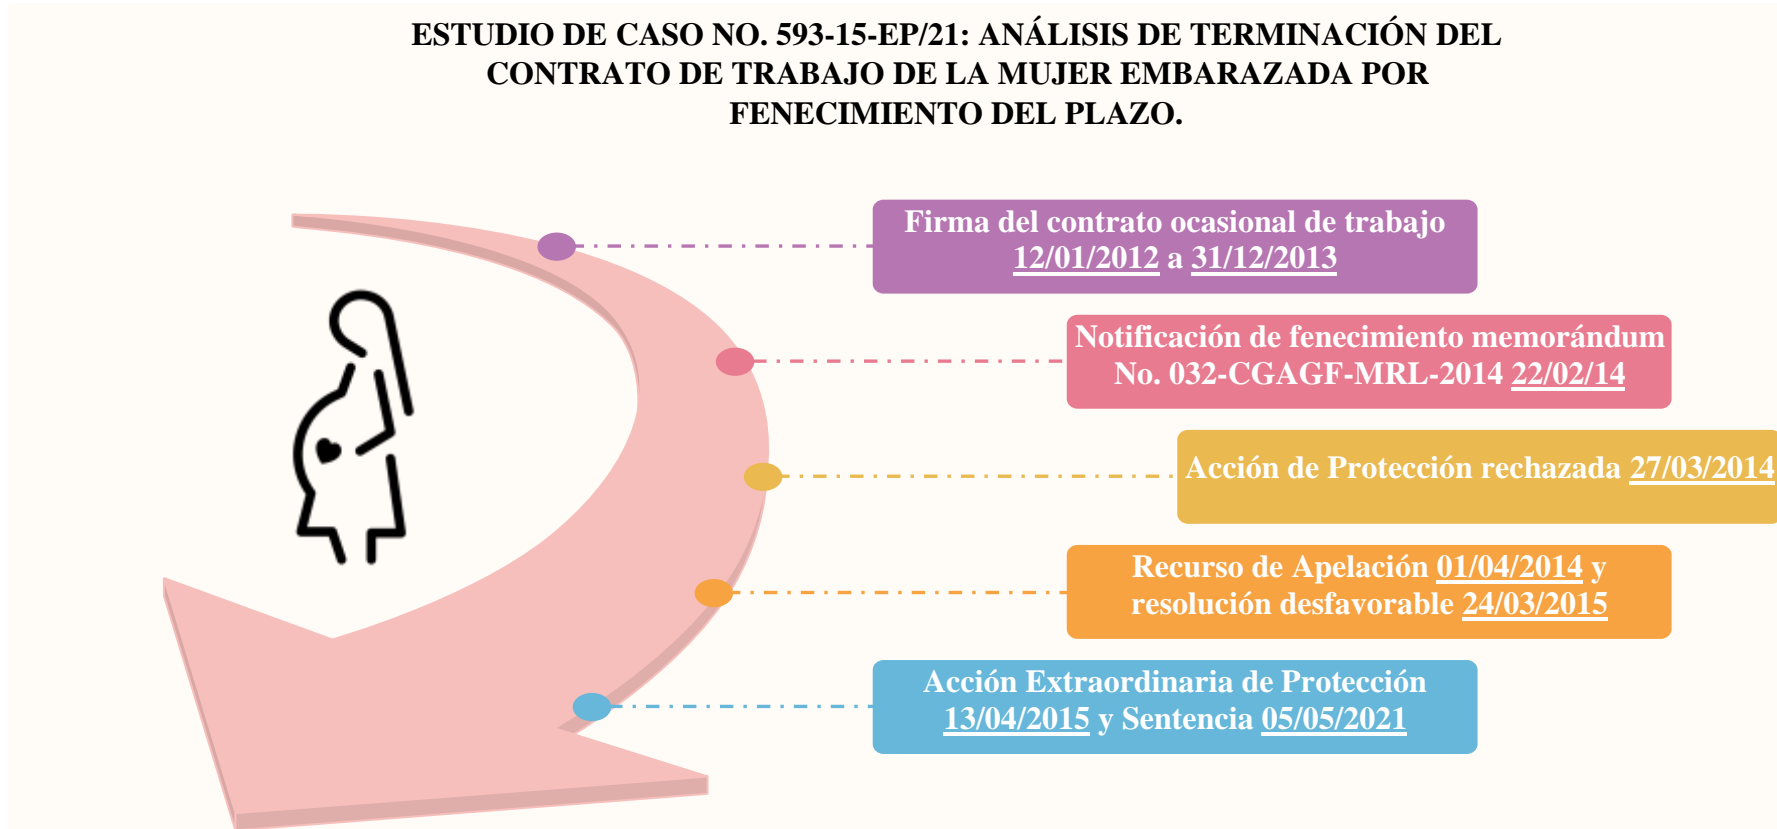 ESTUDIO DE CASO NO. 593-15-EP/21: ANÁLISIS DE TERMINACIÓN DEL
CONTRATO DE TRABAJO DE LA MUJER EMBARAZADA POR
FENECIMIENTO DEL PLAZO.
Firma del contrato ocasional de trabajo
12/01/2012 a 31/12/2013
Notificación de fenecimiento memorándum
No. 032-CGAGF-MRL-2014 22/02/14
Acción de Protección rechazada 27/03/2014
Recurso de Apelación 01/04/2014 y
resolución desfavorable 24/03/2015
Acción Extraordinaria de Protección
13/04/2015 y Sentencia 05/05/2021